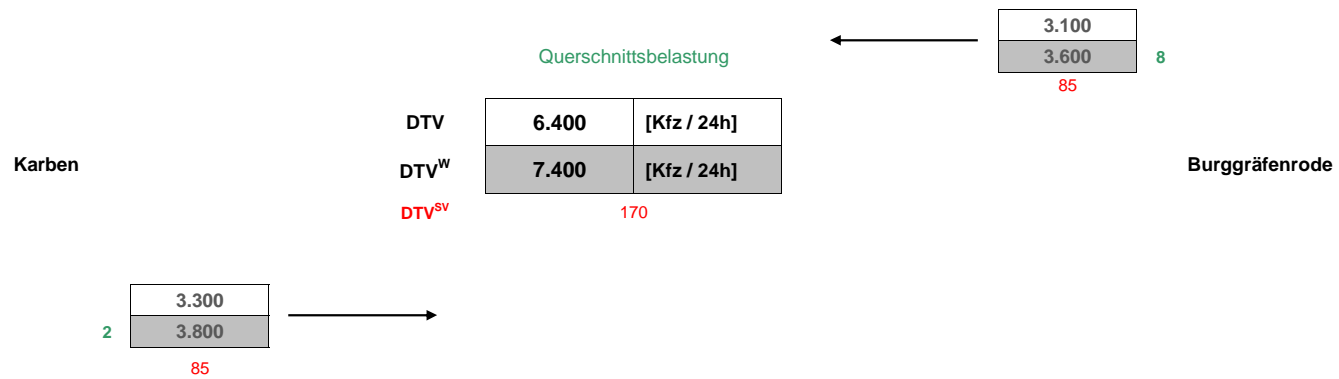 3.100
Querschnittsbelastung
3.600 8
85
DTV 6.400 [Kfz / 24h]
Karben DTVᵂ 7.400 [Kfz / 24h] Burggräfenrode
DTVˢⱽ 170
3.300
2 3.800
85